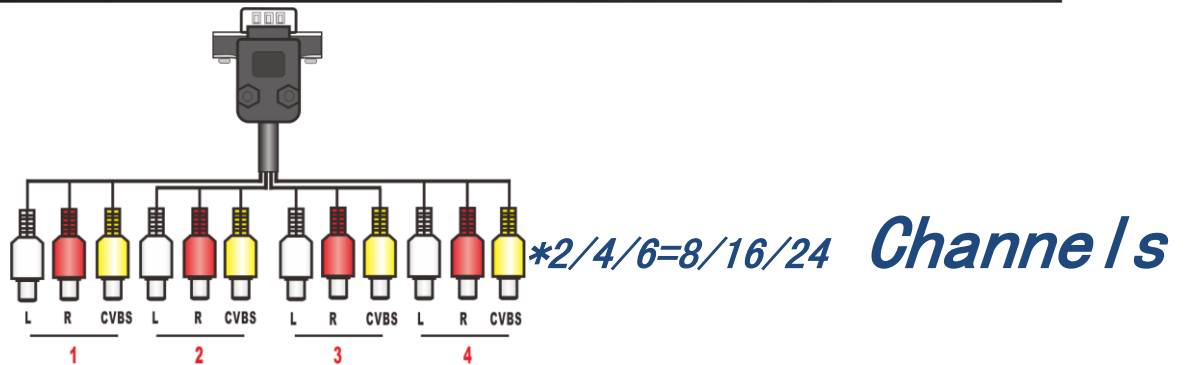 *2/4/6=8/16/24 Channels
L R CVBS L R CVBS L R CVBS L R CVBS
1 2 3 4